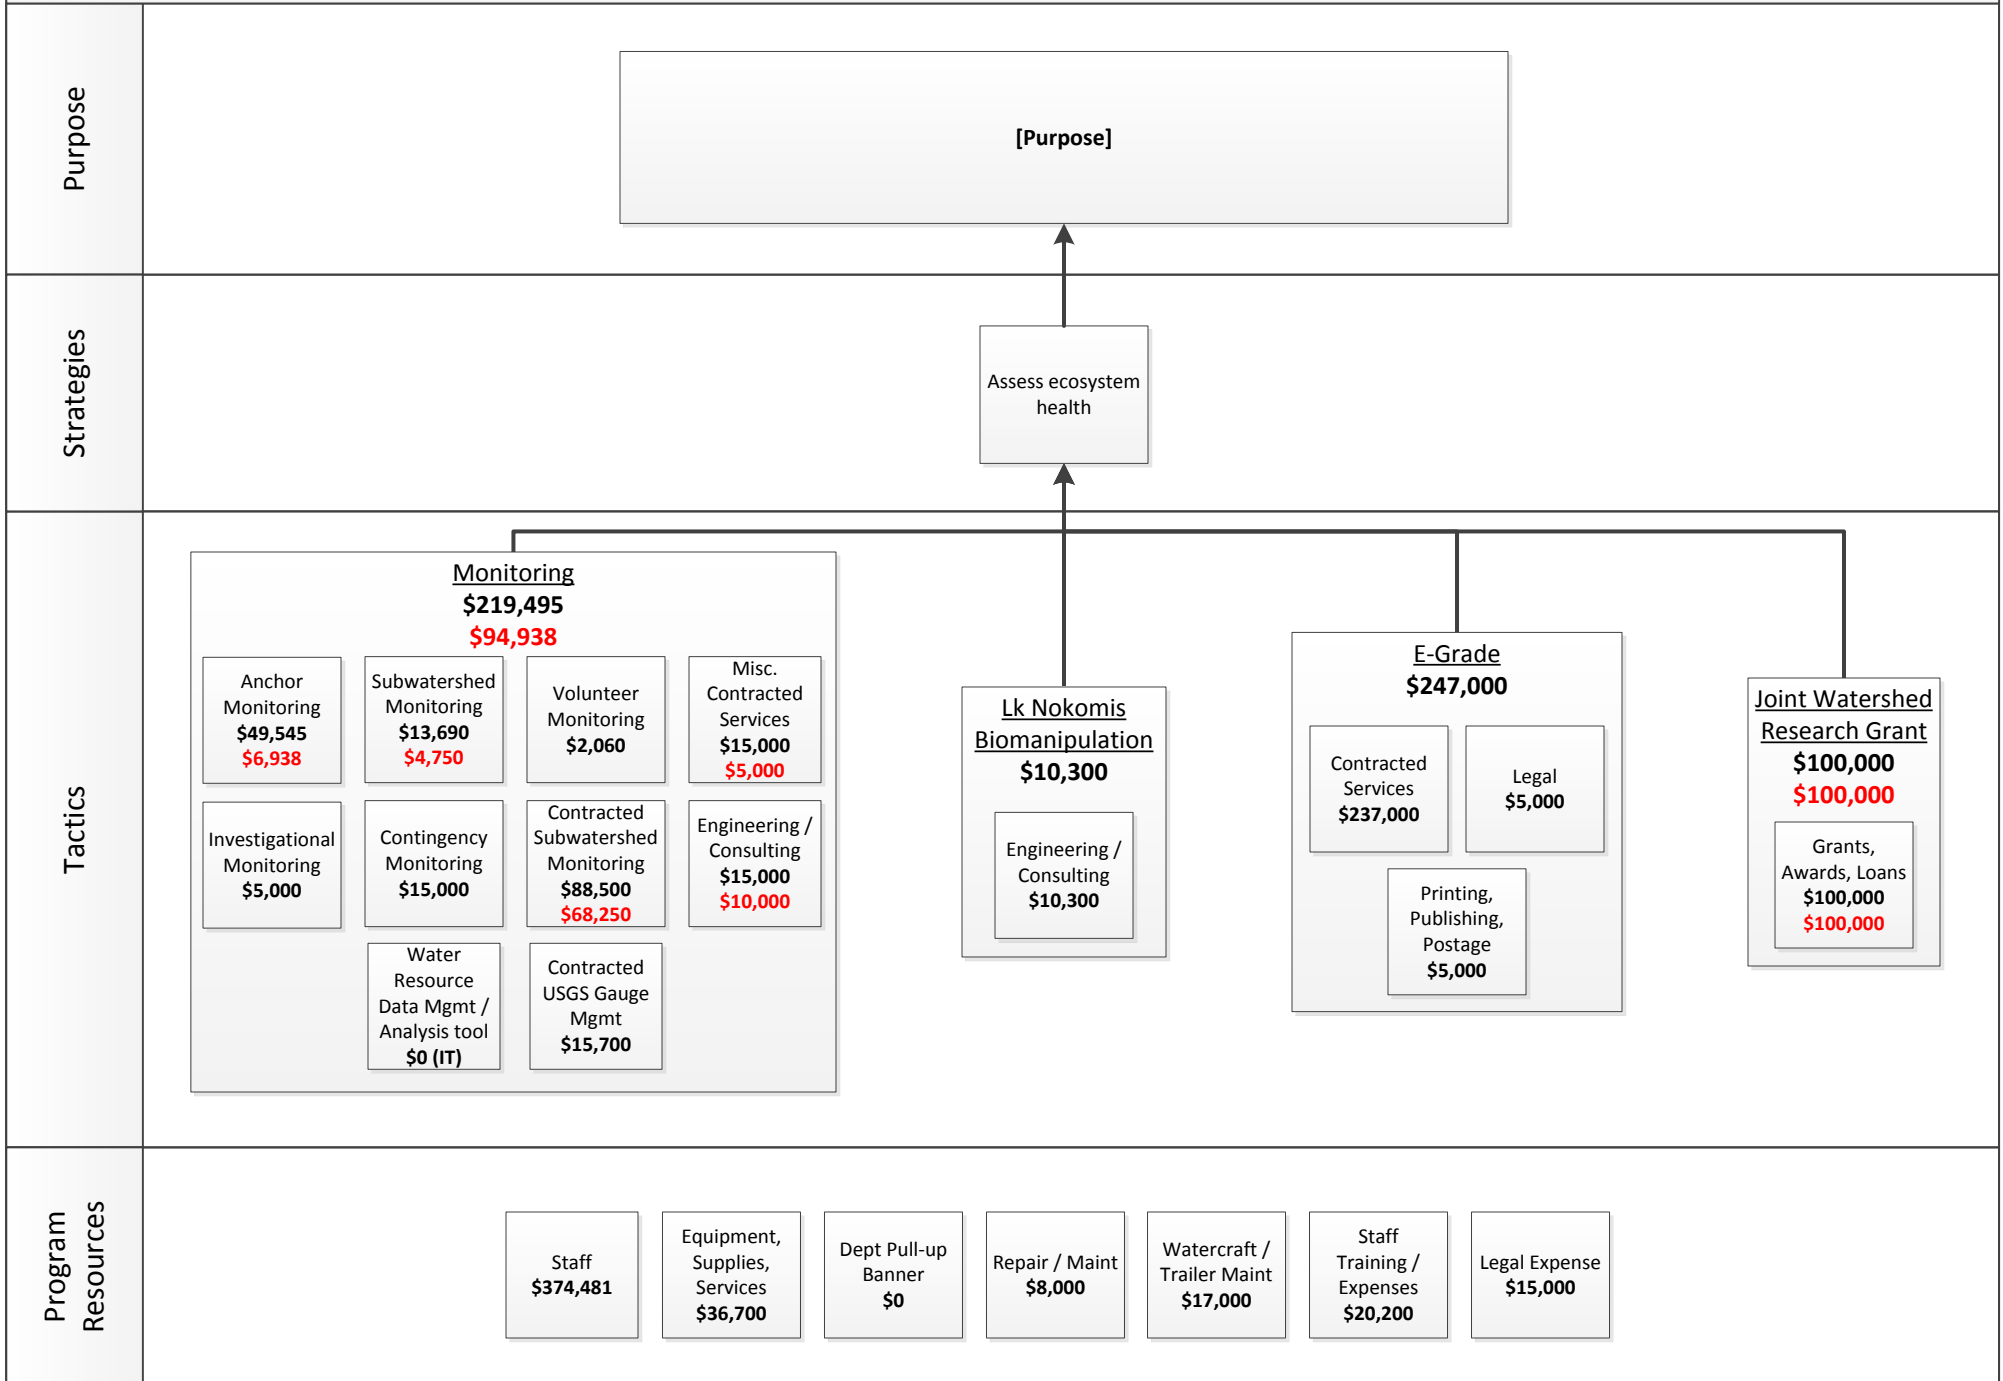 Purpose
[Purpose]
Strategies
Assess ecosystem
health
Tactics
Monitoring
$219,495
$94,938
Anchor
Monitoring
$49,545
$6,938
Subwatershed
Monitoring
$13,690
$4,750
Volunteer
Monitoring
$2,060
Misc.
Contracted
Services
$15,000
$5,000
Investigational
Monitoring
$5,000
Contingency
Monitoring
$15,000
Contracted
Subwatershed
Monitoring
$88,500
$68,250
Engineering /
Consulting
$15,000
$10,000
Water
Resource
Data Mgmt /
Analysis tool
$0 (IT)
Contracted
USGS Gauge
Mgmt
$15,700
Lk Nokomis
Biomanipulation
$10,300
Engineering /
Consulting
$10,300
E-Grade
$247,000
Contracted
Services
$237,000
Legal
$5,000
Printing,
Publishing,
Postage
$5,000
Joint Watershed
Research Grant
$100,000
$100,000
Grants,
Awards, Loans
$100,000
$100,000
Program
Resources
Staff
$374,481
Equipment,
Supplies,
Services
$36,700
Dept Pull-up
Banner
$0
Repair / Maint
$8,000
Watercraft /
Trailer Maint
$17,000
Staff
Training /
Expenses
$20,200
Legal Expense
$15,000